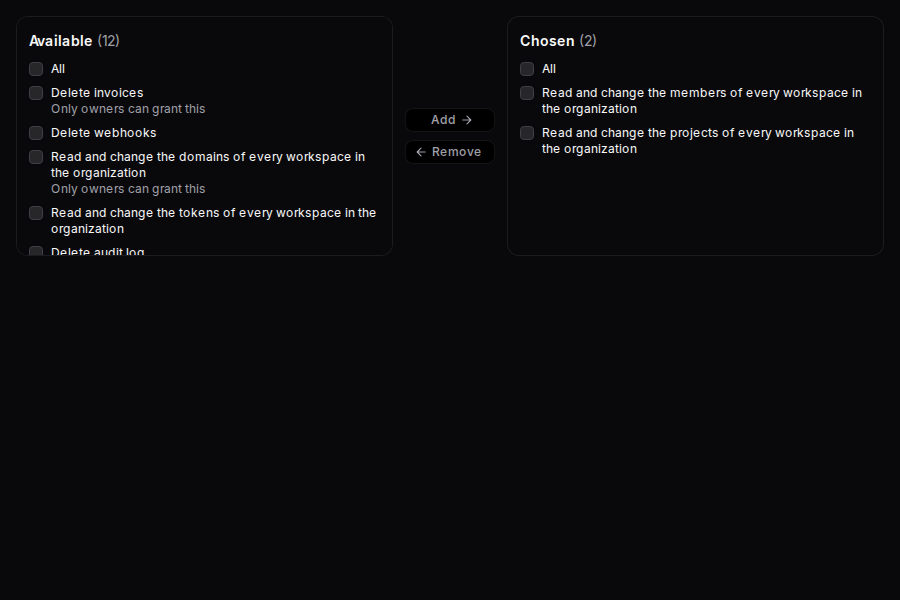 Available (12)
All
Delete invoices
Only owners can grant this
Delete webhooks
Read and change the domains of every workspace in
the organization
Only owners can grant this
Read and change the tokens of every workspace in the
organization
Delete audit log
Add →
← Remove
Chosen (2)
All
Read and change the members of every workspace in
the organization
Read and change the projects of every workspace in
the organization